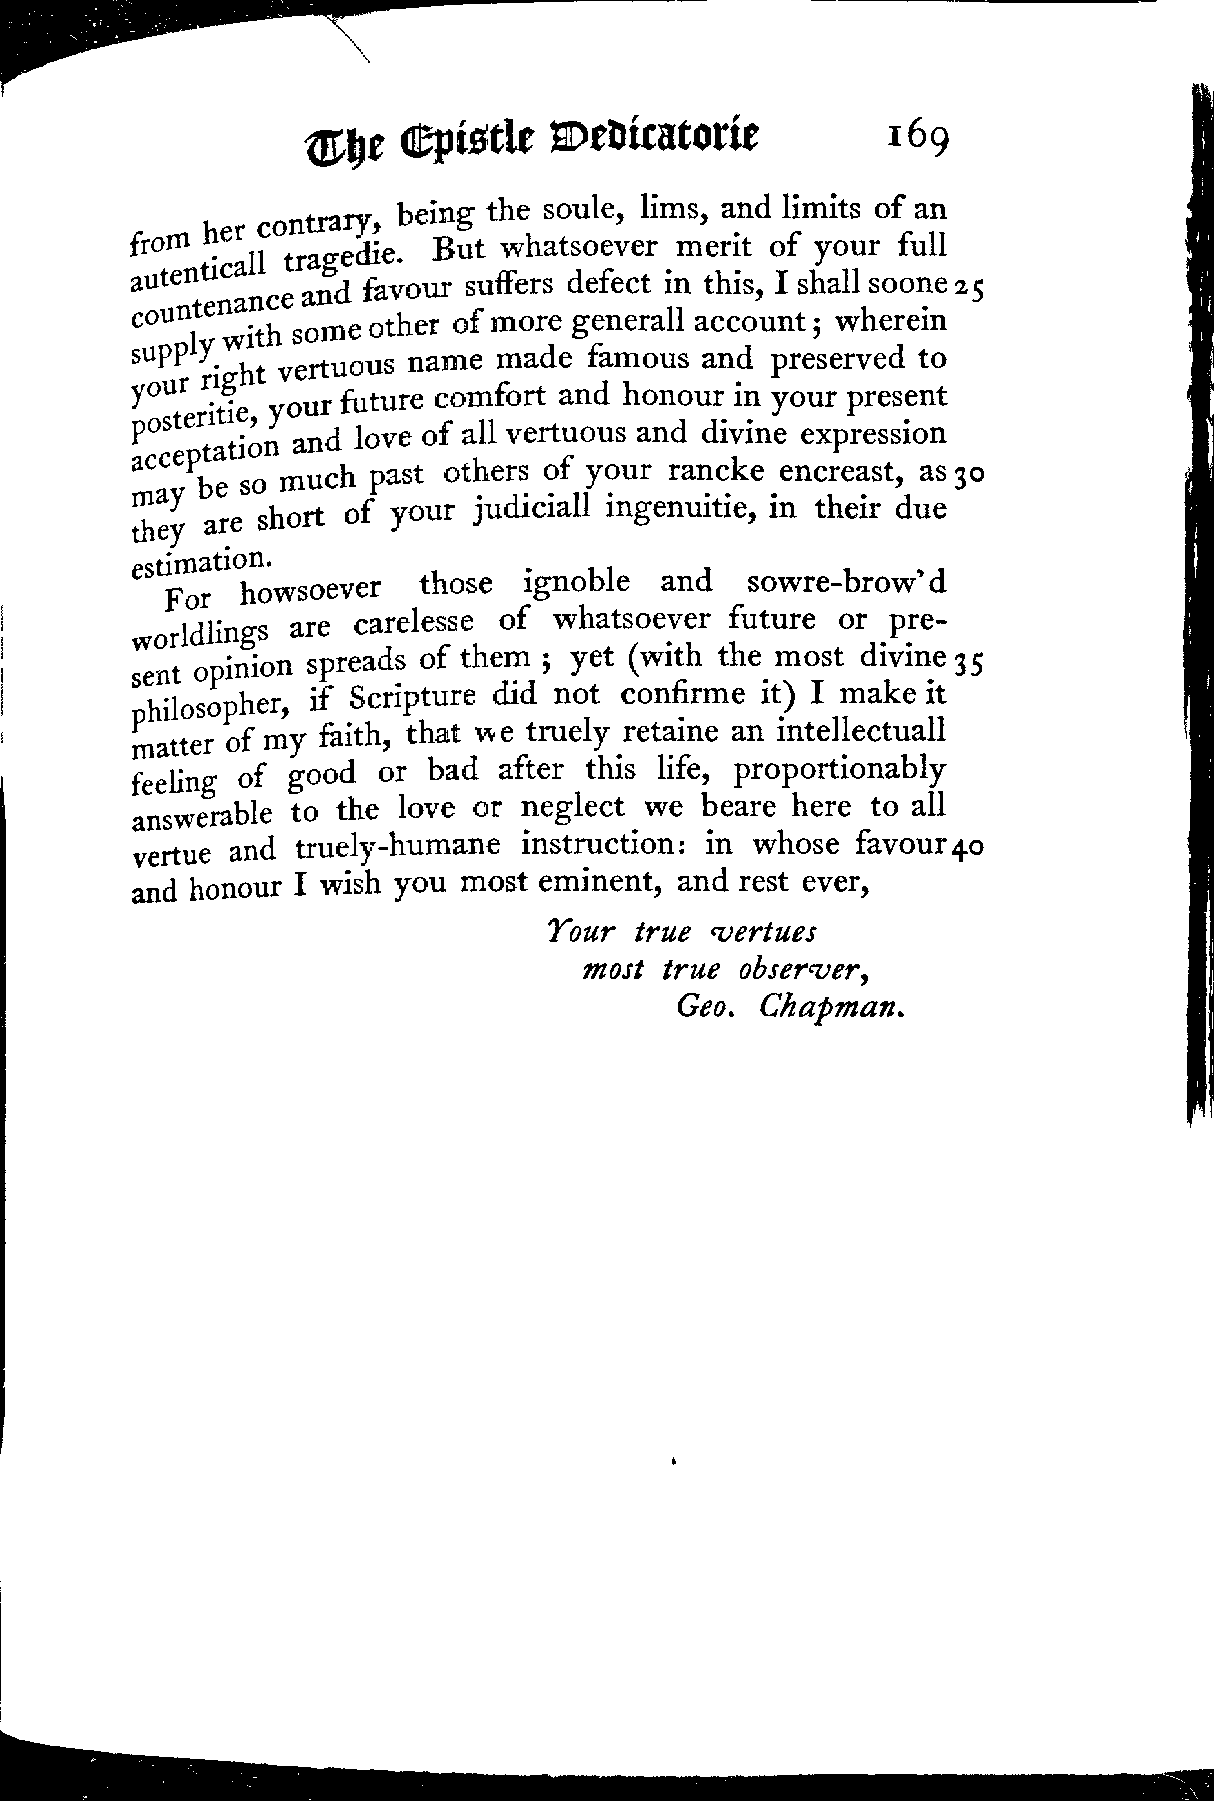 The Epistle Dedicatorie 169
from her contrary, being the soule, lims, and limits of an
autenticall tragedie. But whatsoever merit of your full
countenance and favour suffers defect in this, I shall soone 25
supply with some other of more generall account; wherein
your right vertuous name made famous and preserved to
posteritie, your future comfort and honour in your present
acceptation and love of all vertuous and divine expression
may be so much past others of your rancke encreast, as 30
they are short of your judiciall ingenuitie, in their due
estimation.
For howsoever those ignoble and sowre-brow'd
worldlings are carelesse of whatsoever future or pre-
sent opinion spreads of them; yet (with the most divine 35
philosopher, if Scripture did not confirme it) I make it
matter of my faith, that we truely retaine an intellectuall
feeling of good or bad after this life, proportionably
answerable to the love or neglect we beare here to all
vertue and truely-humane instruction: in whose favour 40
and honour I wish you most eminent, and rest ever,
Your true vertues
most true observer,
Geo. Chapman.